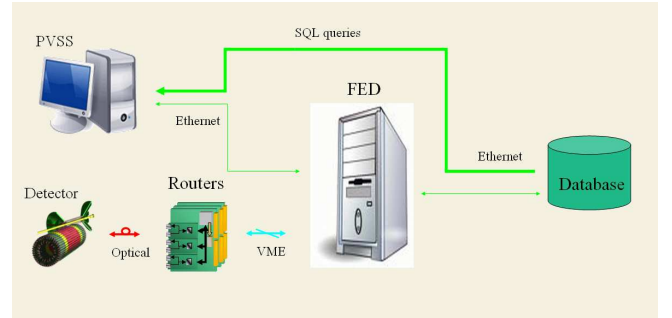 PVSS
SQL queries
FED
Ethernet
Ethernet
Database
Detector
Routers
Optical
VME